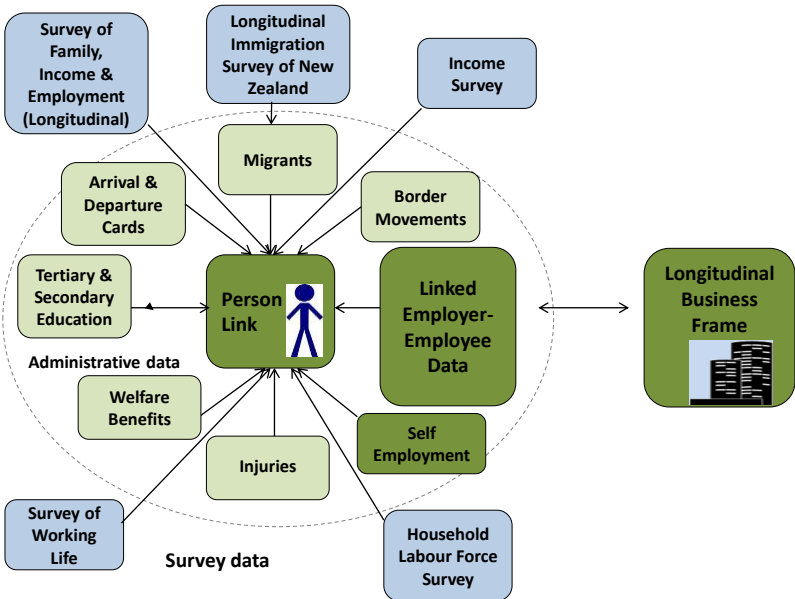 Survey of
Family,
Income &
Employment
(Longitudinal)
Longitudinal
Immigration
Survey of New
Zealand
Income
Survey
Migrants
Arrival &
Departure
Cards
Border
Movements
Tertiary &
Secondary
Education
Person
Link
Linked
Employer-
Employee
Data
Longitudinal
Business
Frame
Administrative data
Welfare
Benefits
Injuries
Self
Employment
Survey of
Working
Life
Survey data
Household
Labour Force
Survey